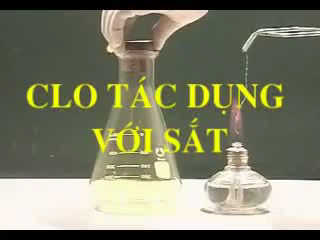 CLO TÁC DỤNG
VỚI SẮT